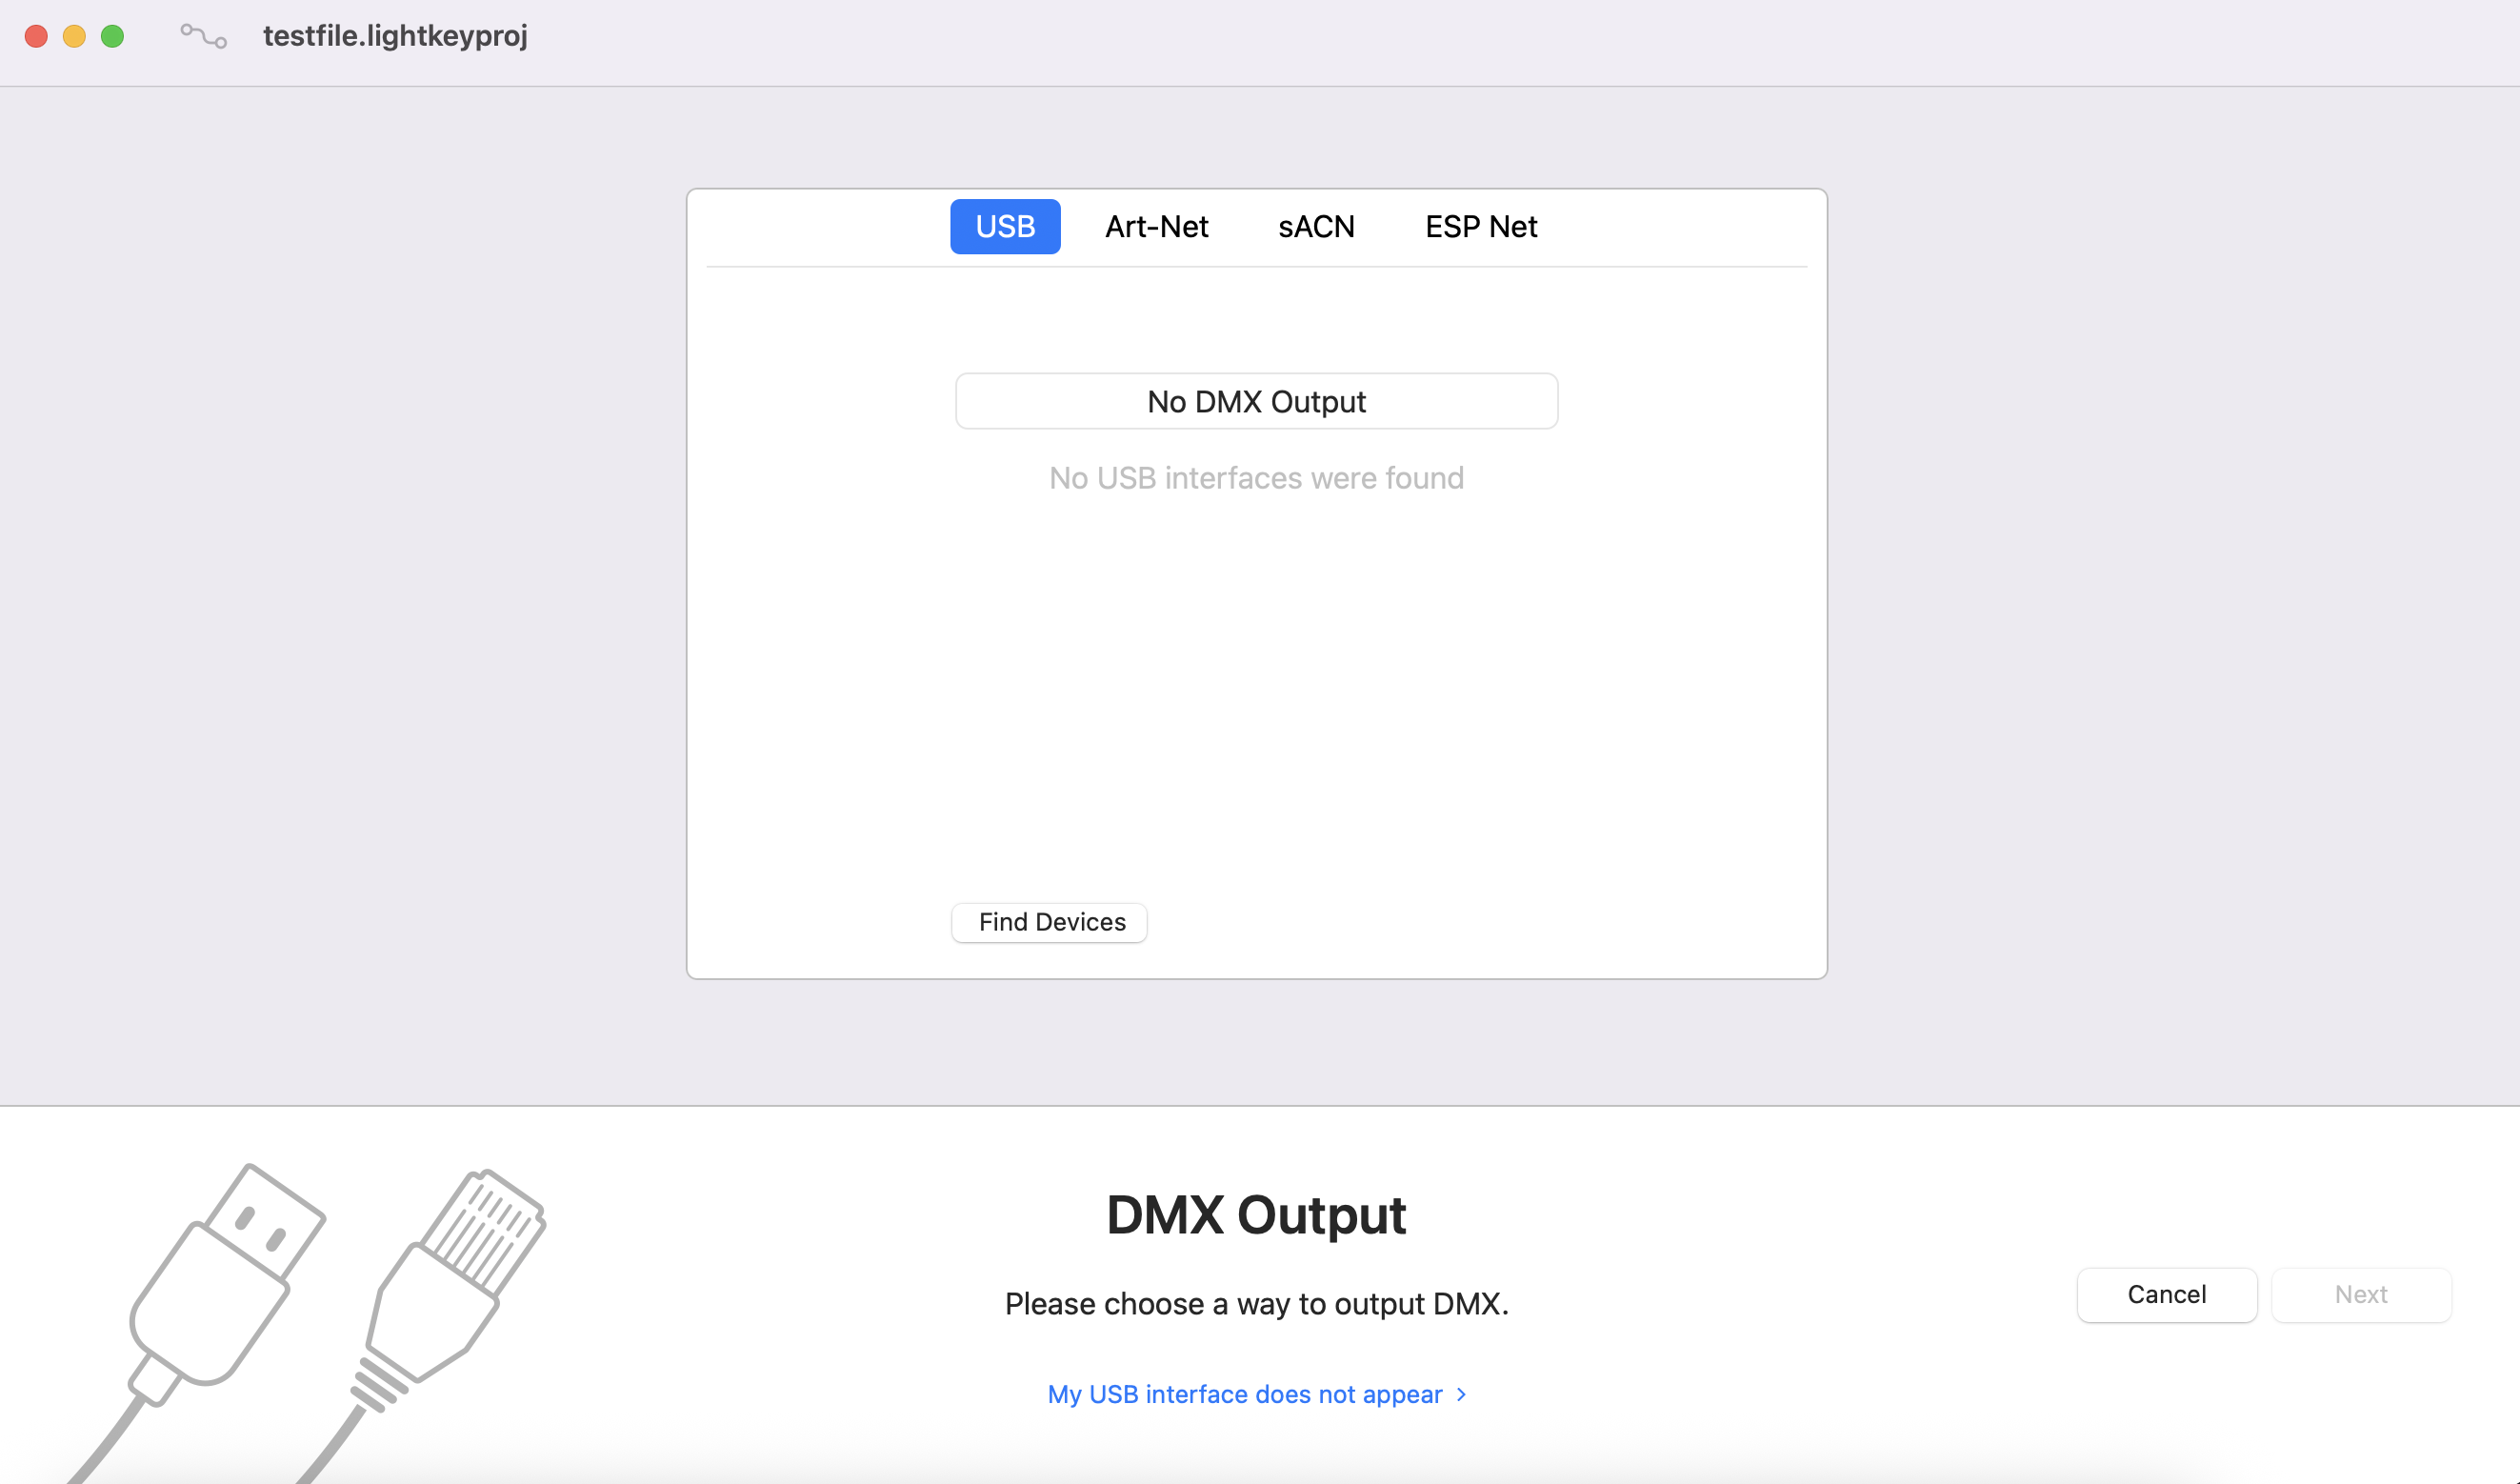 testfile.lightkeyproj
USB Art-Net sACN ESP Net
No DMX Output
No USB interfaces were found
Find Devices
DMX Output
Please choose a way to output DMX.
Cancel Next
My USB interface does not appear >